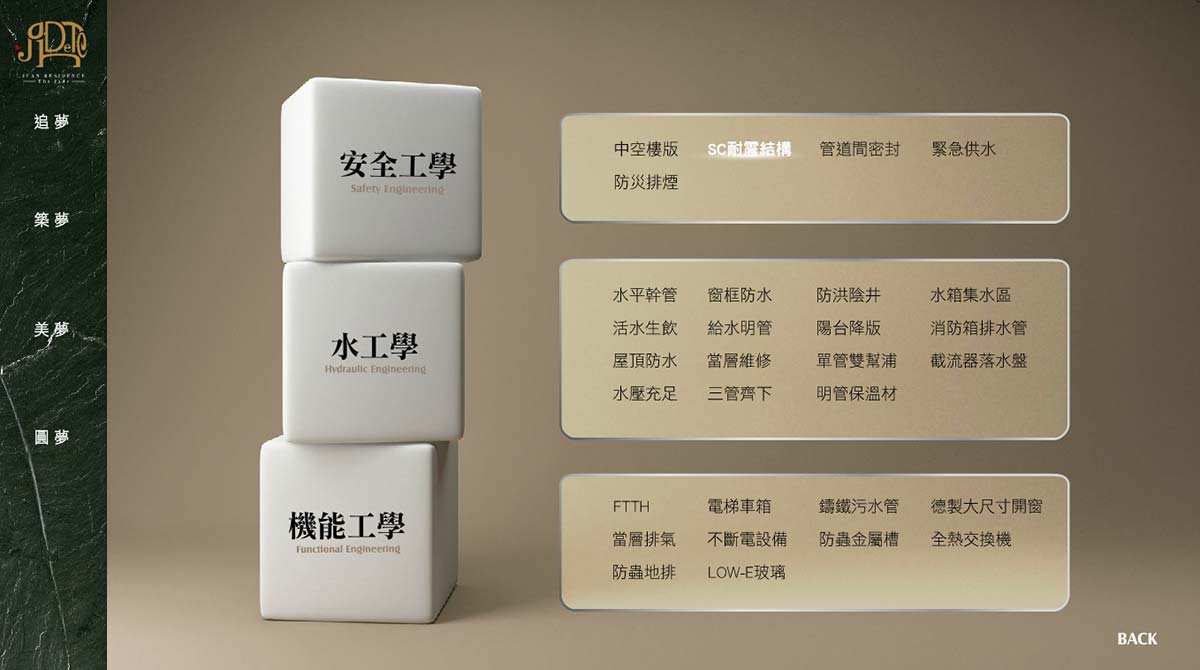 JEAN RESIDENCE
The Jade
追夢
築夢
美夢
圓夢
安全工學
Safety Engineering
中空樓版 SC耐震結構 管道間密封 緊急供水
防災排煙
水工學
Hydraulic Engineering
水平幹管 窗框防水 防洪陰井 水箱集水區
活水生飲 給水明管 陽台降版 消防箱排水管
屋頂防水 當層維修 單管雙幫浦 截流器落水盤
水壓充足 三管齊下 明管保溫材
機能工學
Functional Engineering
FTTH 電梯車箱 鑄鐵污水管 德製大尺寸開窗
當層排氣 不斷電設備 防蟲金屬槽 全熱交換機
防蟲地排 LOW-E玻璃
BACK